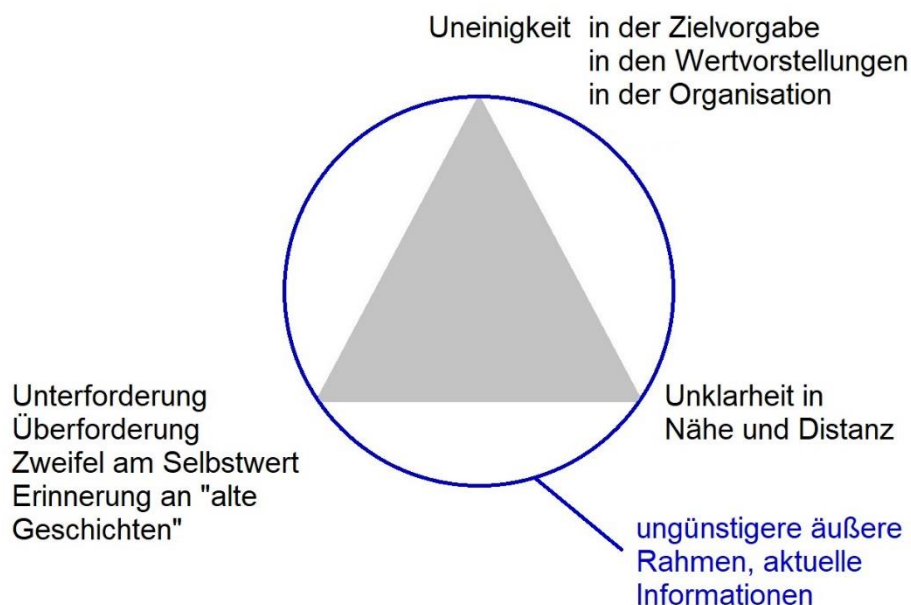 Uneinigkeit in der Zielvorgabe
in den Wertvorstellungen
in der Organisation
Unterforderung
Überforderung
Zweifel am Selbstwert
Erinnerung an "alte
Geschichten"
Unklarheit in
Nähe und Distanz
ungünstigere äußere
Rahmen, aktuelle
Informationen